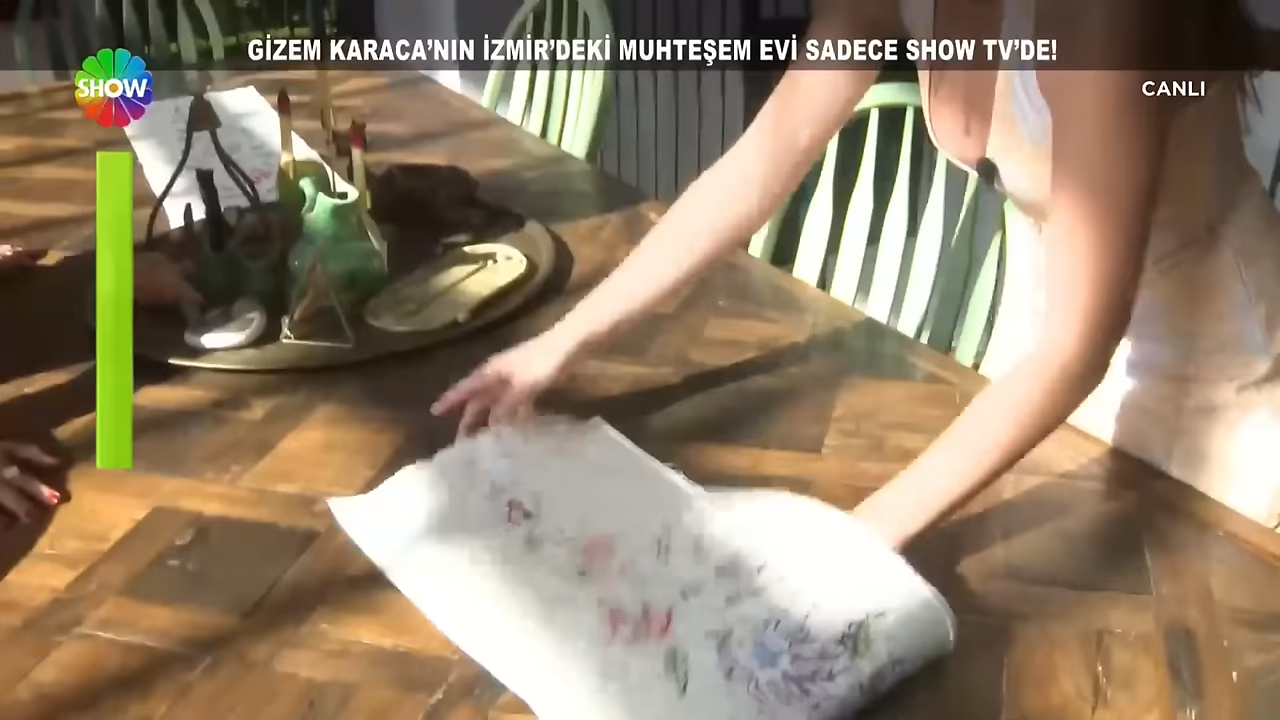 GİZEM KARACA'NIN İZMİR'DEKİ MUHTEŞEM EVİ SADECE SHOW TV'DE!
SHOW
CANLI